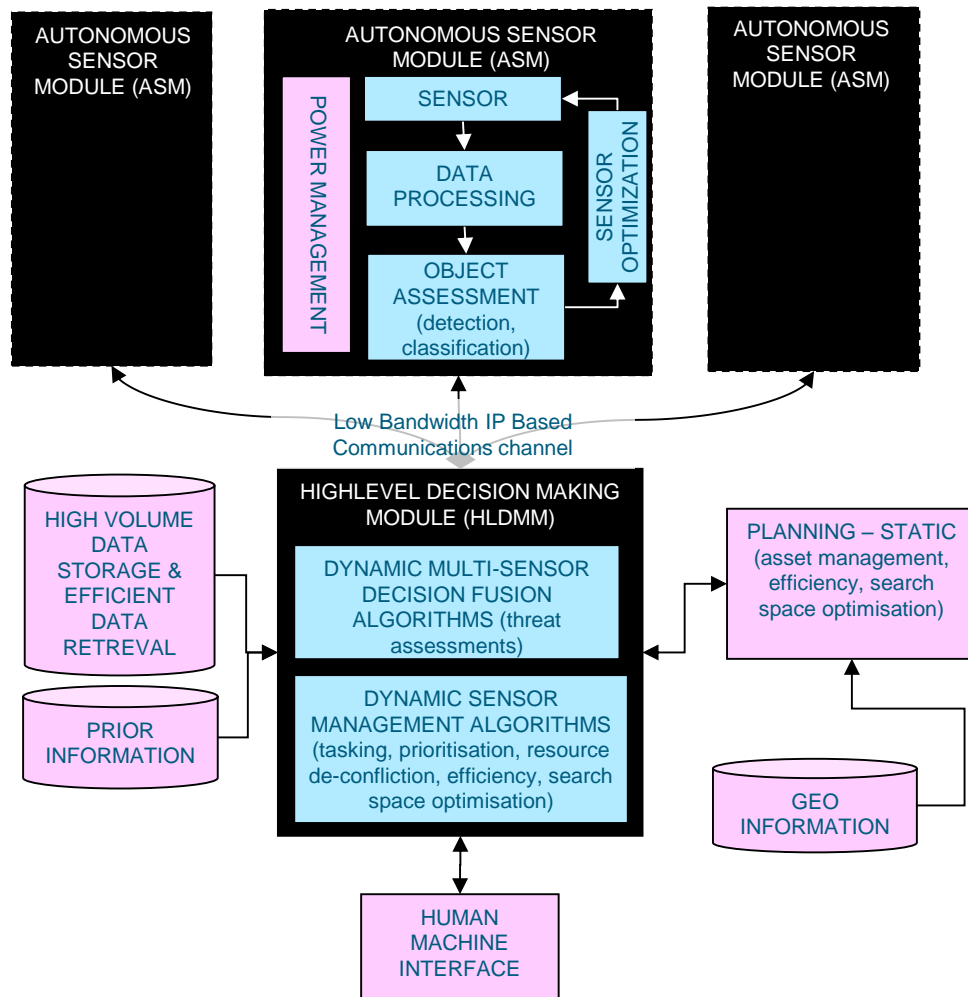 AUTONOMOUS
SENSOR
MODULE (ASM)
AUTONOMOUS SENSOR
MODULE (ASM)
POWER MANAGEMENT
SENSOR
DATA
PROCESSING
OBJECT
ASSESSMENT
(detection,
classification)
SENSOR
OPTIMIZATION
AUTONOMOUS
SENSOR
MODULE (ASM)
Low Bandwidth IP Based
Communications channel
HIGH VOLUME
DATA
STORAGE &
EFFICIENT
DATA
RETREVAL
PRIOR
INFORMATION
HIGHLEVEL DECISION MAKING
MODULE (HLDMM)
DYNAMIC MULTI-SENSOR
DECISION FUSION
ALGORITHMS (threat
assessments)
DYNAMIC SENSOR
MANAGEMENT ALGORITHMS
(tasking, prioritisation, resource
de-confliction, efficiency, search
space optimisation)
PLANNING – STATIC
(asset management,
efficiency, search
space optimisation)
GEO
INFORMATION
HUMAN
MACHINE
INTERFACE